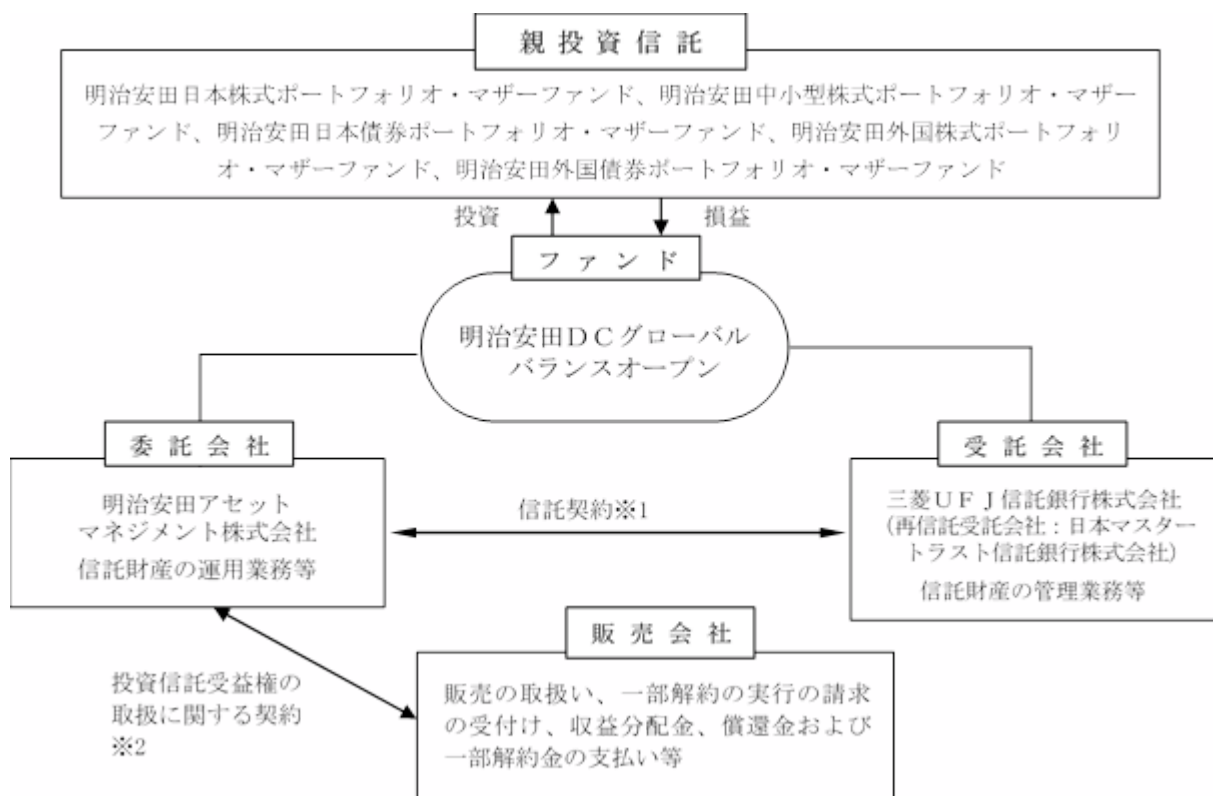 親投資信託
明治安田日本株式ポートフォリオ・マザーファンド、明治安田中小型株式ポートフォリオ・マザー
ファンド、明治安田日本債券ポートフォリオ・マザーファンド、明治安田外国株式ポートフォリ
オ・マザーファンド、明治安田外国債券ポートフォリオ・マザーファンド
投資
損益
ファンド
明治安田ＤＣグローバル
バランスオープン
委託会社
明治安田アセット
マネジメント株式会社
信託財産の運用業務等
信託契約※1
受託会社
三菱ＵＦＪ信託銀行株式会社
(再信託受託会社：日本マスター
トラスト信託銀行株式会社)
信託財産の管理業務等
投資信託受益権の
取扱に関する契約
※2
販売会社
販売の取扱い、一部解約の実行の請求
の受付け、収益分配金、償還金および
一部解約金の支払い等